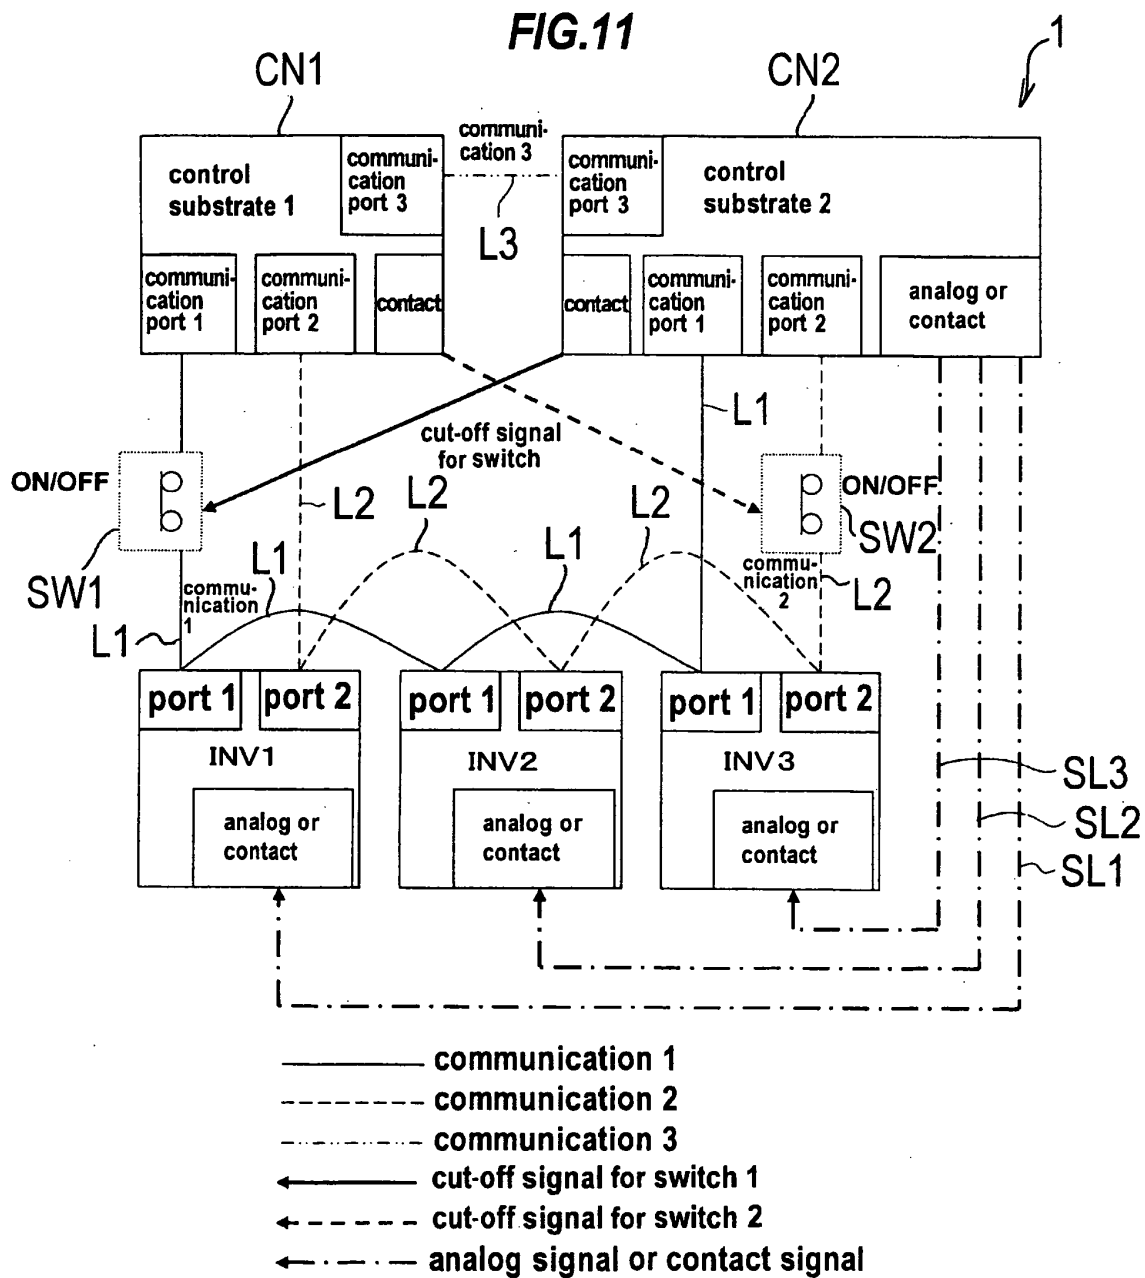 FIG.11
1
CN1
CN2
communi-
cation 3
control
substrate 1
communi-
cation
port 3
L3
communi-
cation
port 3
control
substrate 2
communi-
cation
port 1
communi-
cation
port 2
contact
contact
communi-
cation
port 1
communi-
cation
port 2
analog or
contact
L1
cut-off signal
for switch
ON/OFF
ON/OFF
L2
L2
L2
SW1
SW2
L1
L1
commu-
nication
1
commu-
nication
2
L2
L1
port 1
port 2
INV1
analog or
contact
port 1
port 2
INV2
analog or
contact
port 1
port 2
INV3
analog or
contact
SL3
SL2
SL1
communication 1
communication 2
communication 3
cut-off signal for switch 1
cut-off signal for switch 2
analog signal or contact signal